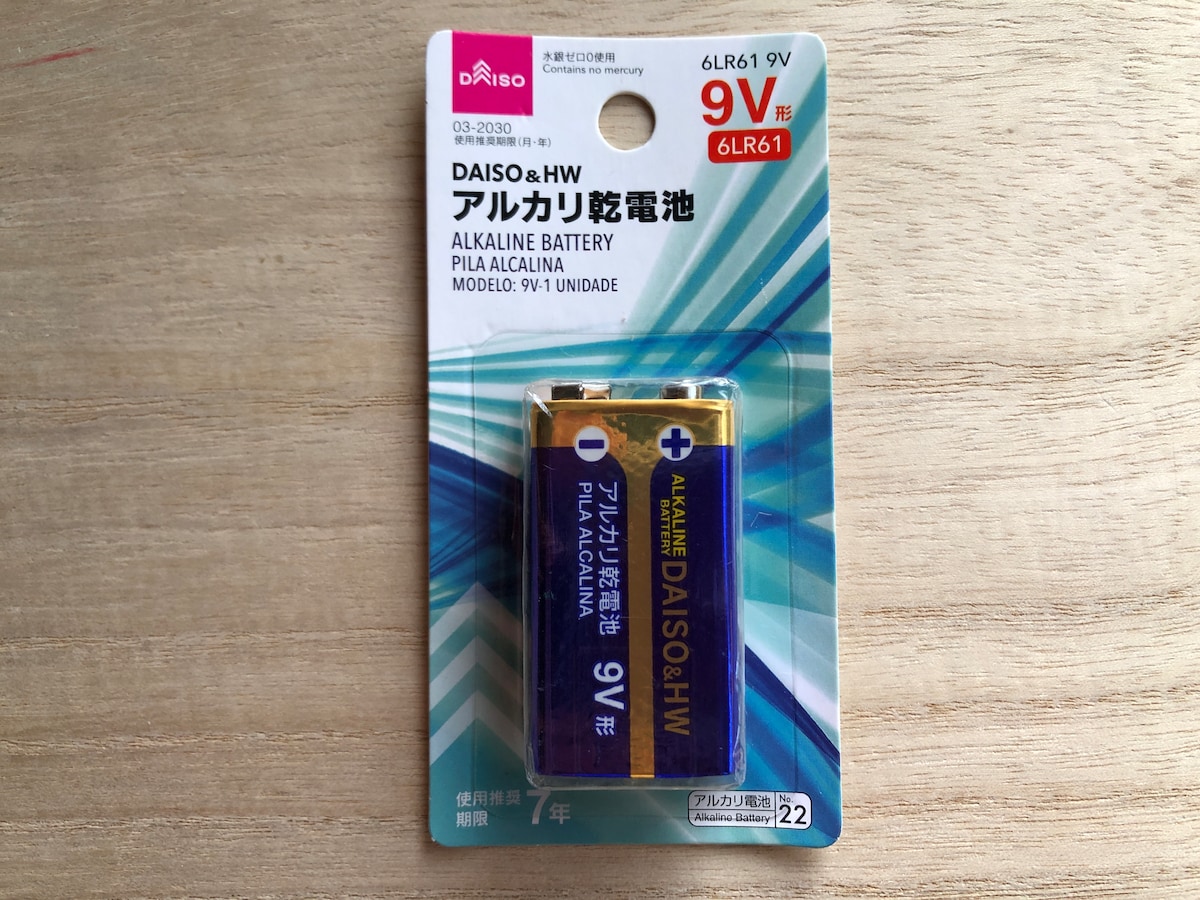 DAISO
水銀ゼロ0使用
Contains no mercury
6LR61 9V
9V形
6LR61
03-2030
使用推奨期限(月・年)
DAISO&HW
アルカリ乾電池
ALKALINE BATTERY
PILA ALCALINA
MODELO: 9V-1 UNIDADE
ALKALINE
BATTERY
DAISO&HW
アルカリ乾電池
PILA ALCALINA
9V形
使用推奨
期限
7年
アルカリ電池
Alkaline Battery
No.
22